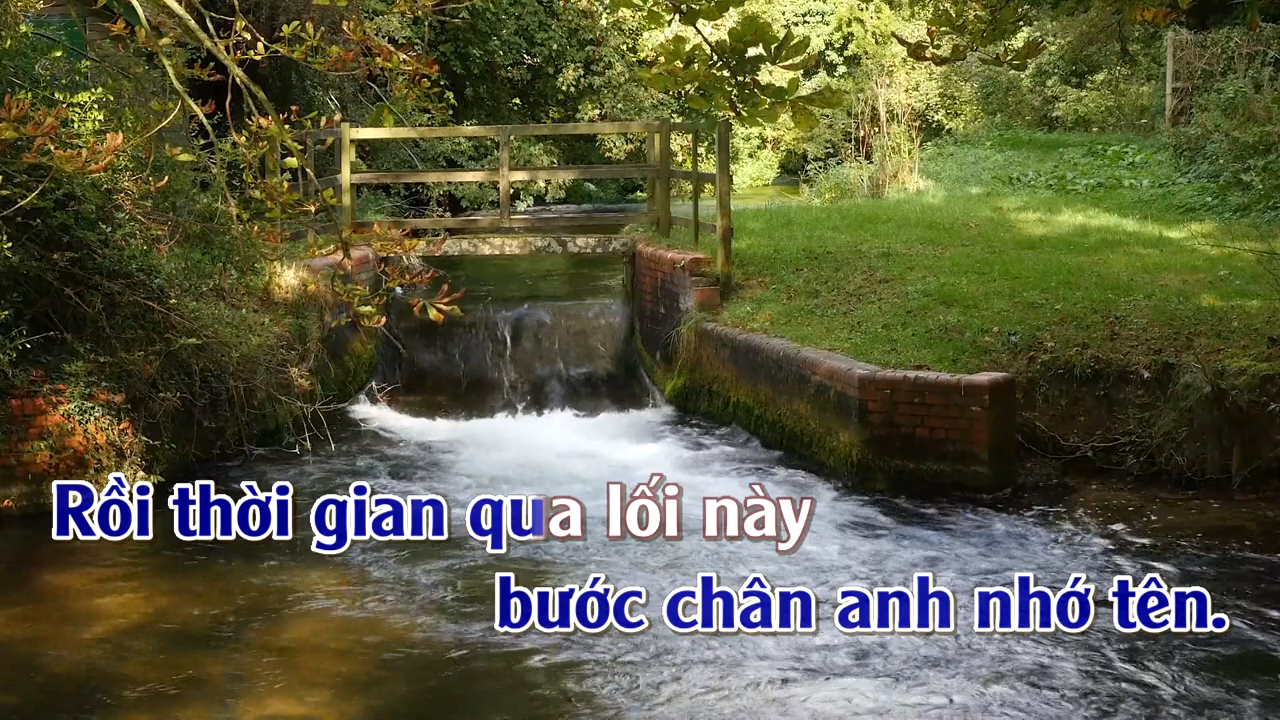 Rồi thời gian qua lối này
bước chân anh nhớ tên.